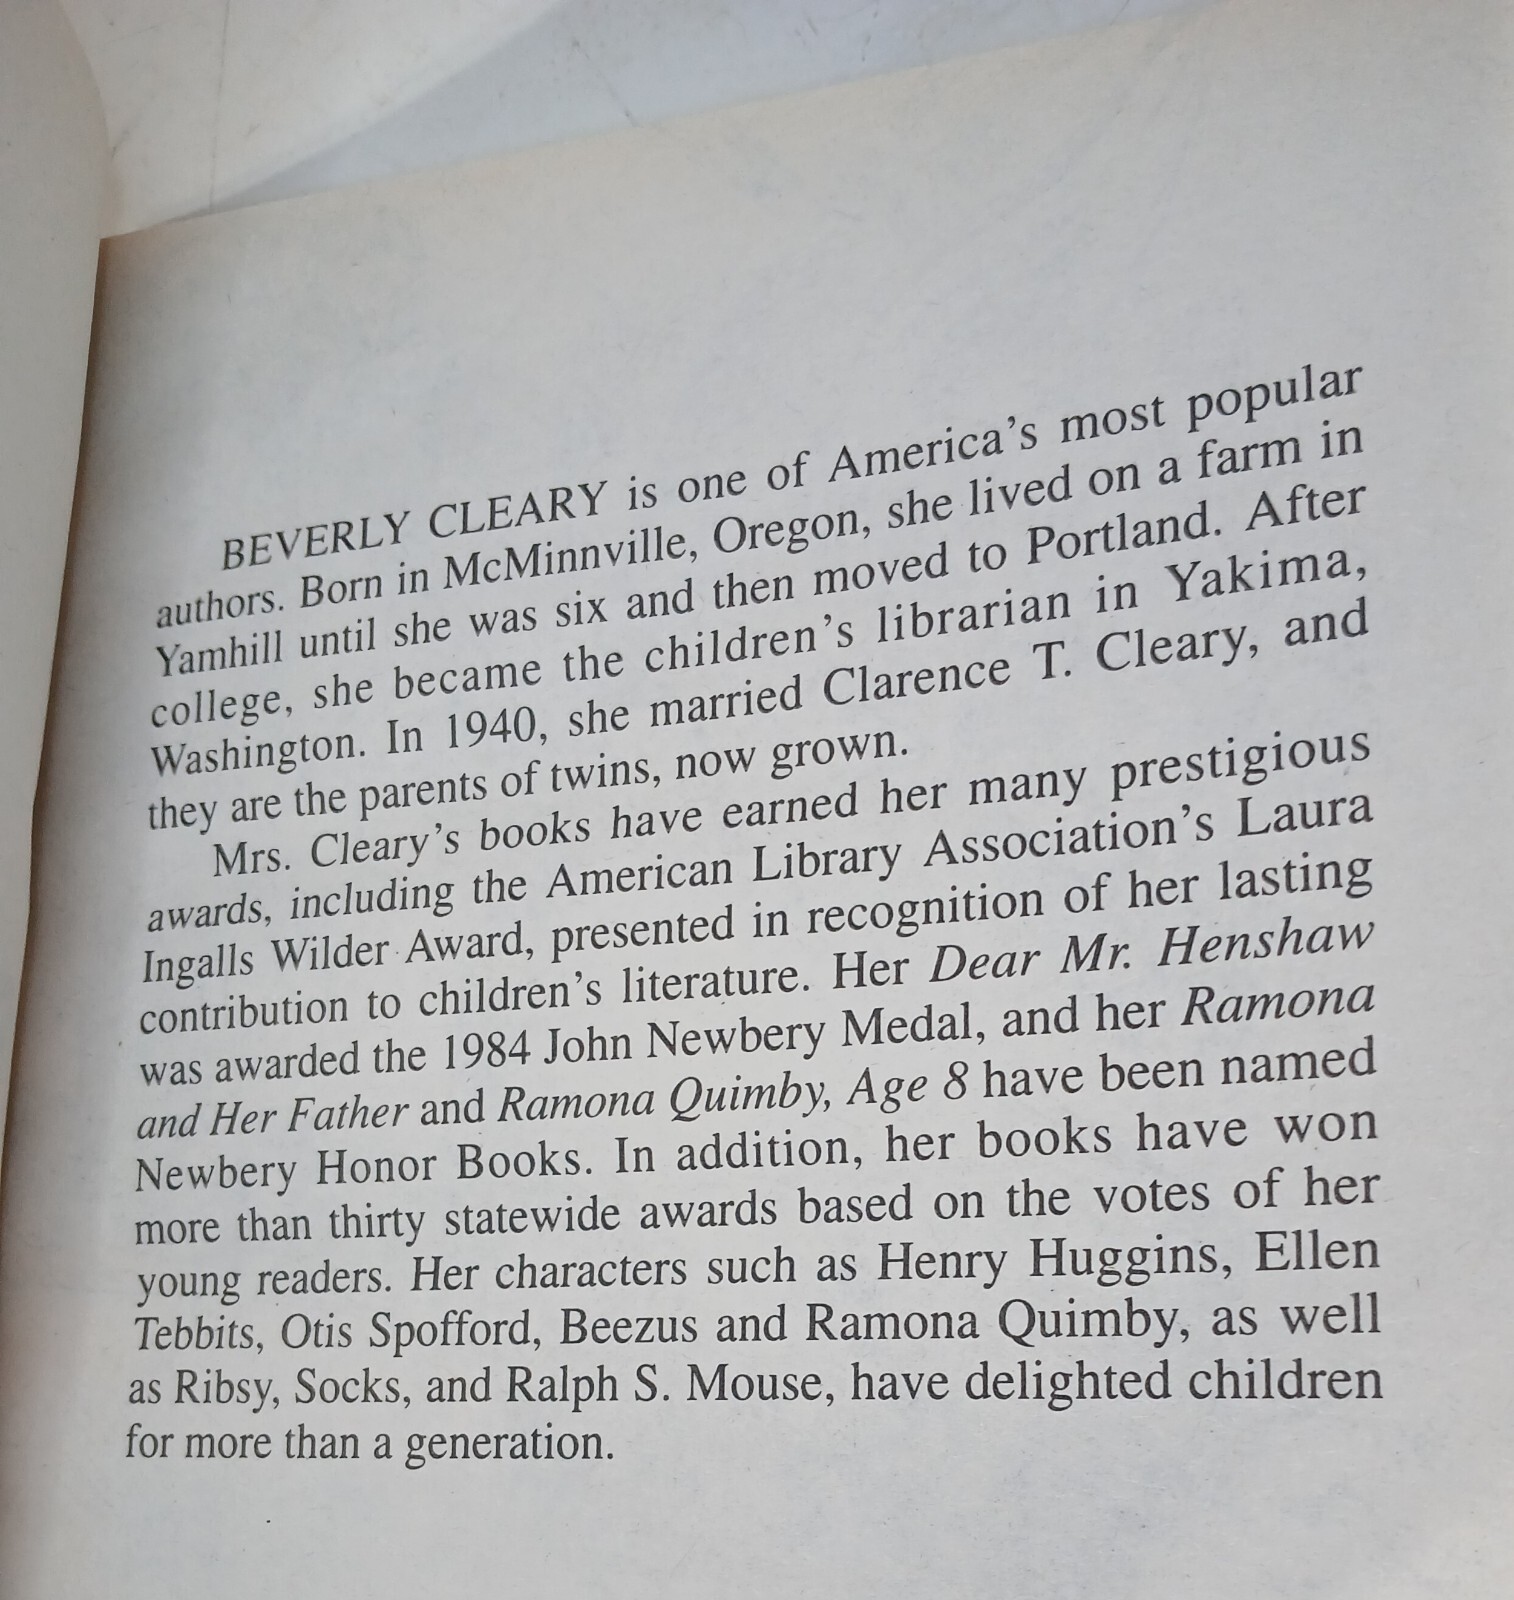 BEVERLY CLEARY is one of America's most popular
authors. Born in McMinnville, Oregon, she lived on a farm in
Yamhill until she was six and then moved to Portland. After
college, she became the children's librarian in Yakima,
Washington. In 1940, she married Clarence T. Cleary, and
they are the parents of twins, now grown.
Mrs. Cleary's books have earned her many prestigious
awards, including the American Library Association's Laura
Ingalls Wilder Award, presented in recognition of her lasting
contribution to children's literature. Her Dear Mr. Henshaw
was awarded the 1984 John Newbery Medal, and her Ramona
and Her Father and Ramona Quimby, Age 8 have been named
Newbery Honor Books. In addition, her books have won
more than thirty statewide awards based on the votes of her
young readers. Her characters such as Henry Huggins, Ellen
Tebbits, Otis Spofford, Beezus and Ramona Quimby, as well
as Ribsy, Socks, and Ralph S. Mouse, have delighted children
for more than a generation.